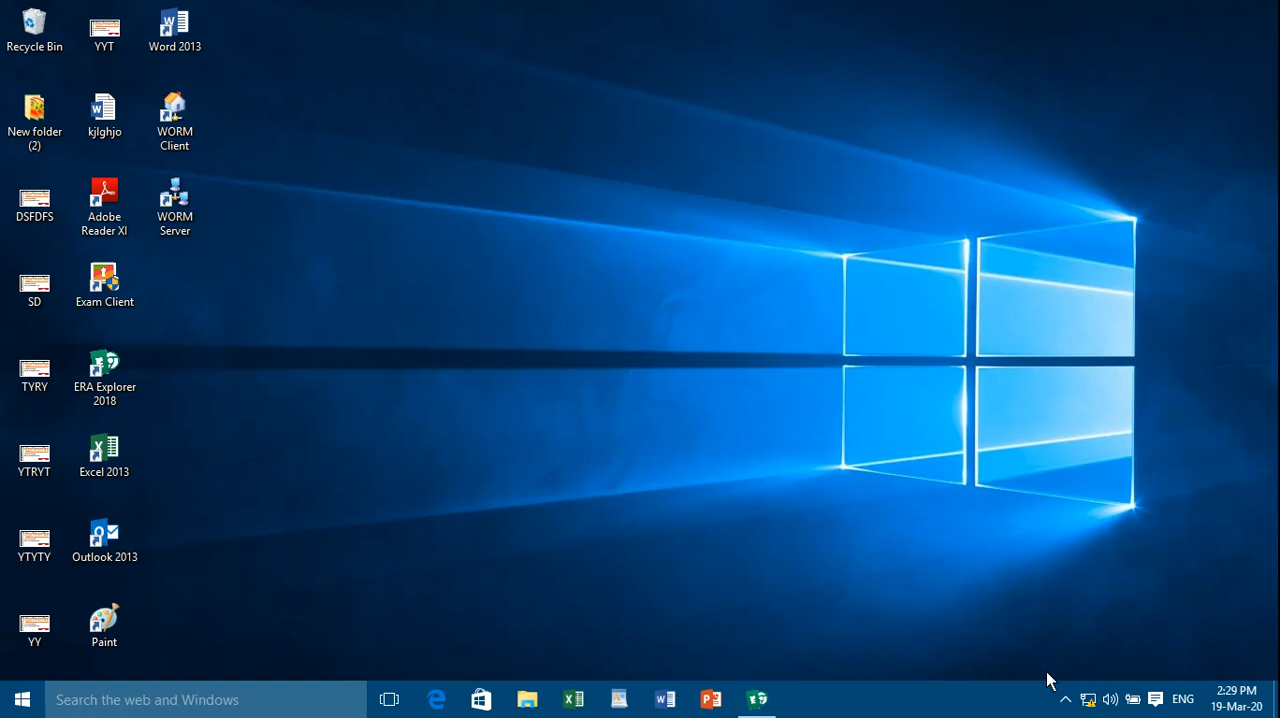 Recycle Bin
YYT
Word 2013
New folder
(2)
kjlghjo
WORM
Client
DSFDFS
Adobe
Reader XI
WORM
Server
SD
Exam Client
TYRY
ERA Explorer
2018
YTRYT
Excel 2013
YTYTY
Outlook 2013
YY
Paint
Search the web and Windows
ENG
2:29 PM
19-Mar-20